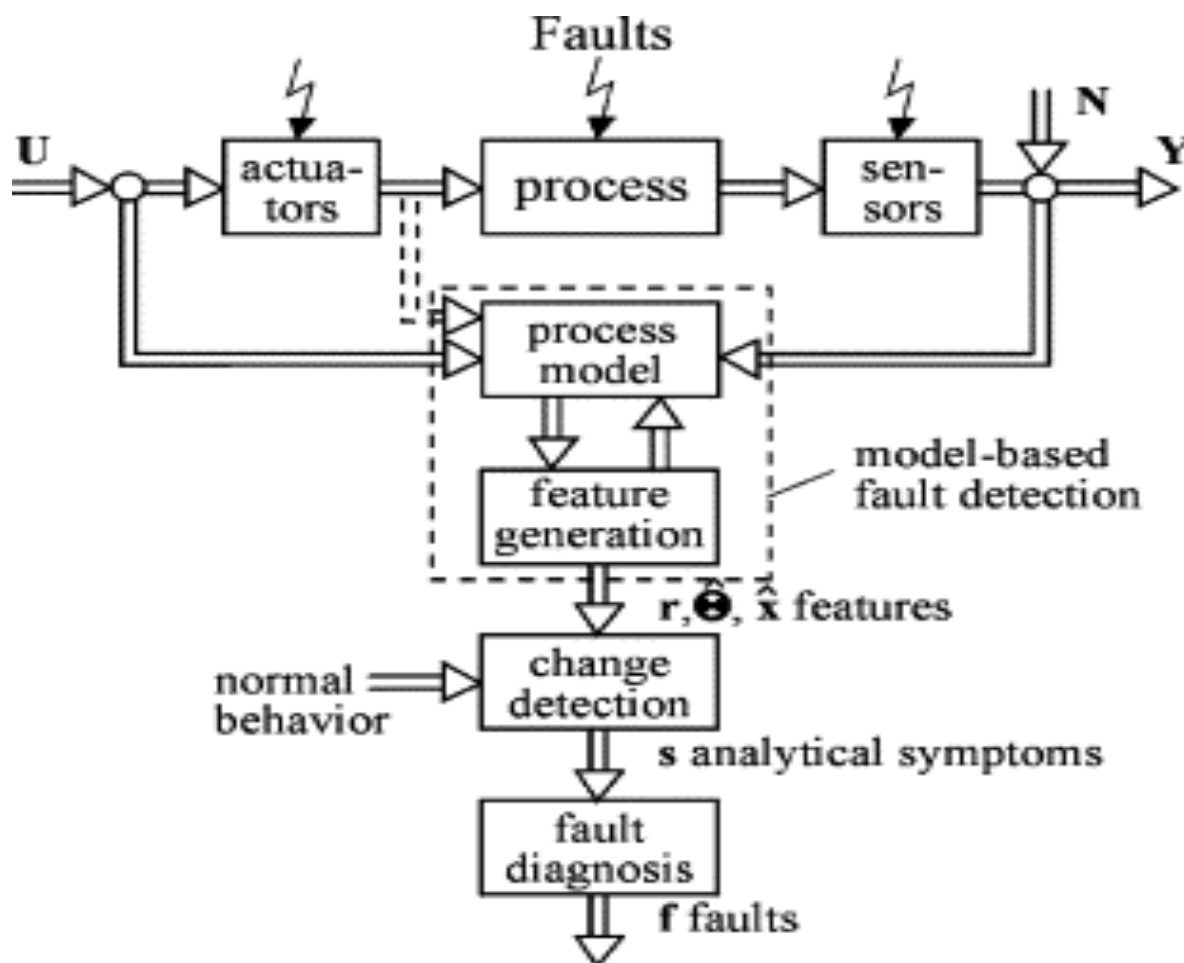 Faults
N
U
Y
actua-
tors
process
sen-
sors
process
model
model-based
fault detection
feature
generation
r, Θ̂, x̂ features
normal
behavior
change
detection
s analytical symptoms
fault
diagnosis
f faults